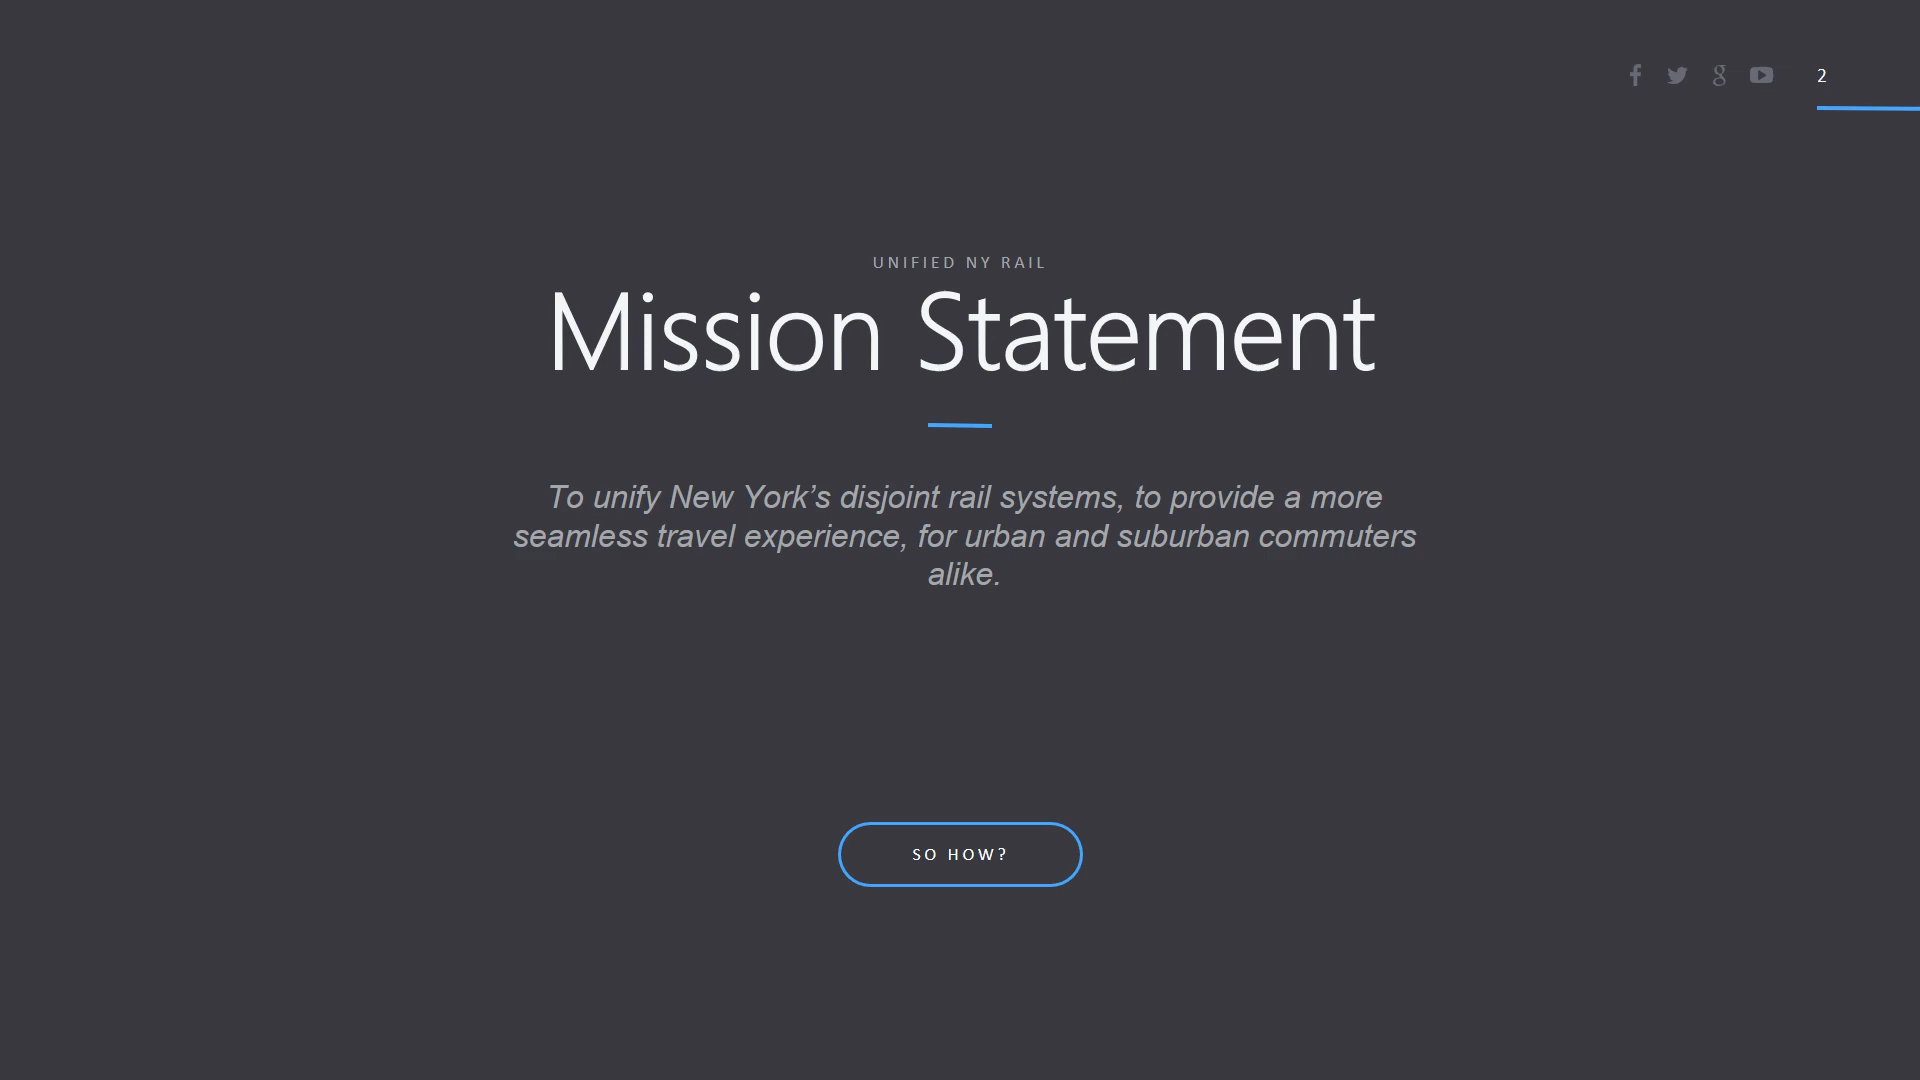 2
UNIFIED NY RAIL
Mission Statement
To unify New York’s disjoint rail systems, to provide a more
seamless travel experience, for urban and suburban commuters
alike.
SO HOW?